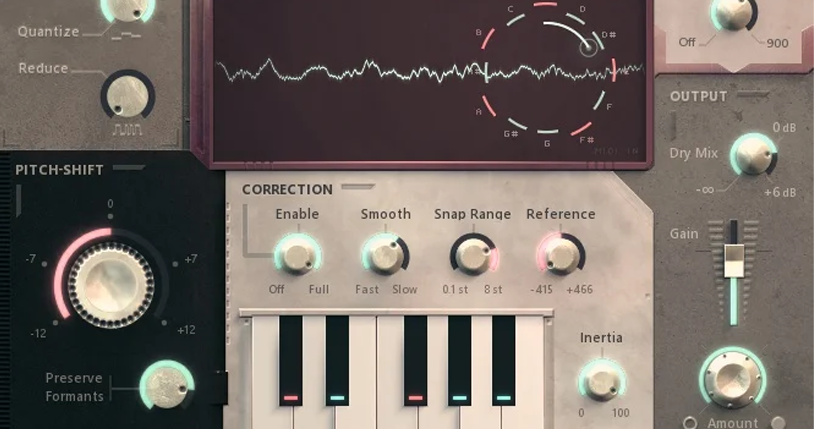 Quantize
Reduce
PITCH-SHIFT
0
-7
+7
-12
+12
Preserve
Formants
C
D
B
D#
A
F
G#
F#
G
MIDI IN
CORRECTION
Enable
Off
Full
Smooth
Fast
Slow
Snap Range
0.1 st
8 st
Reference
-415
+466
Inertia
0
100
Off
900
OUTPUT
0 dB
Dry Mix
-∞
+6 dB
Gain
Amount